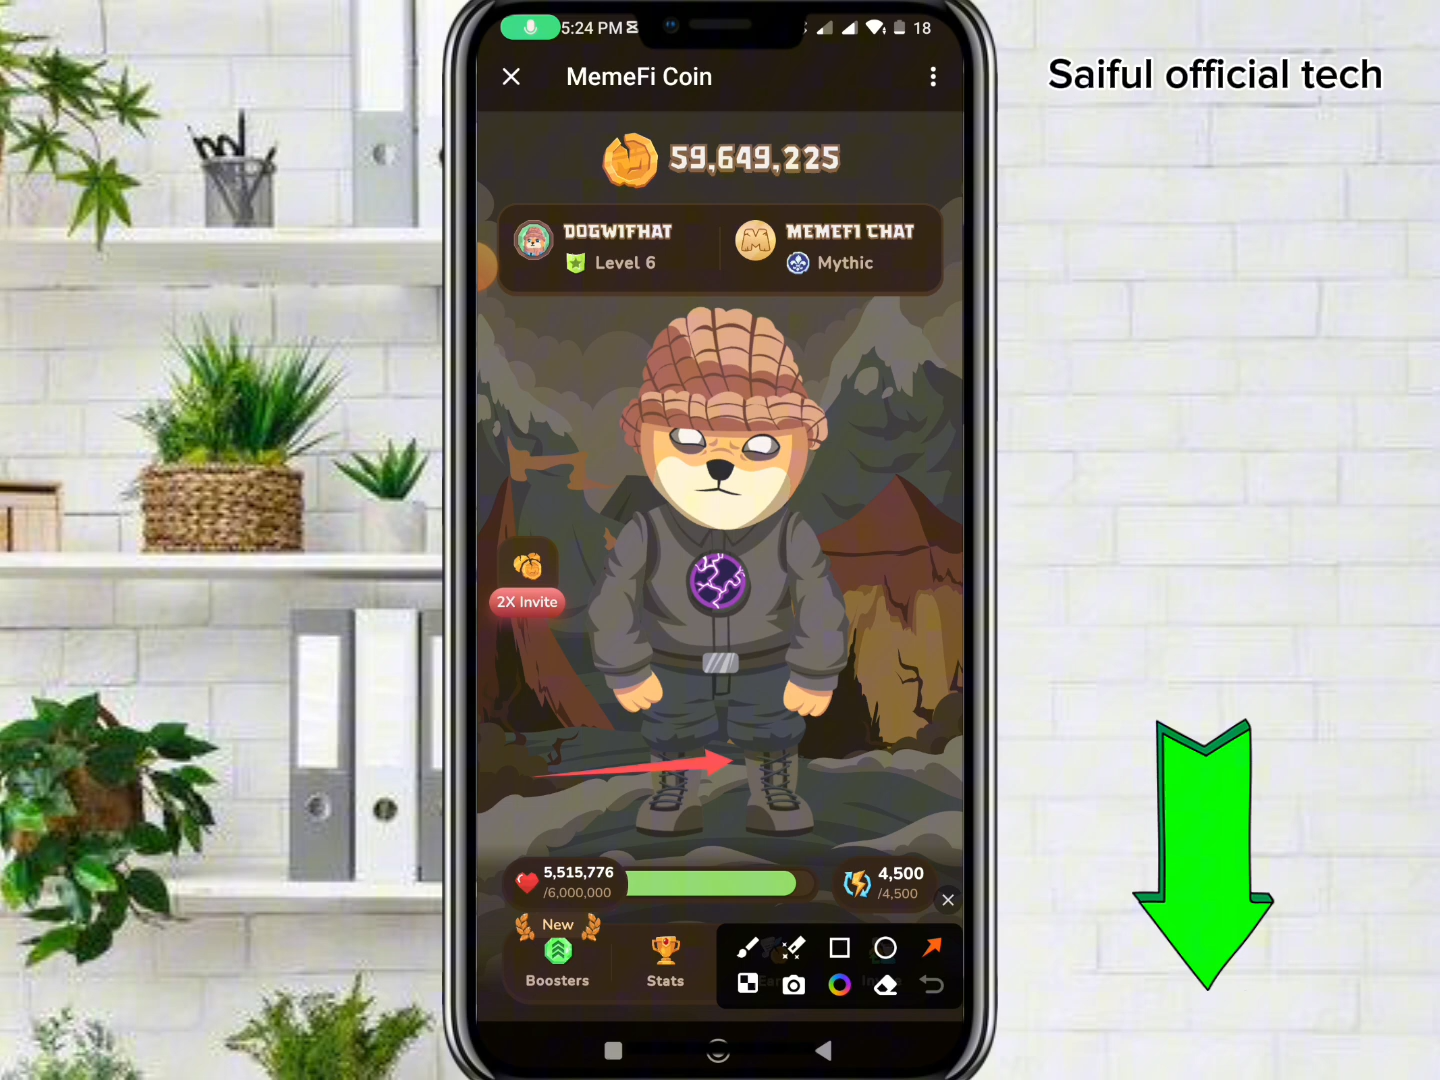 5:24 PM
18
Saiful official tech
MemeFi Coin
59,649,225
DOGWIFHAT
MEMEFI CHAT
Level 6
Mythic
2X Invite
5,515,776
/6,000,000
4,500
/4,500
New
Boosters
Stats